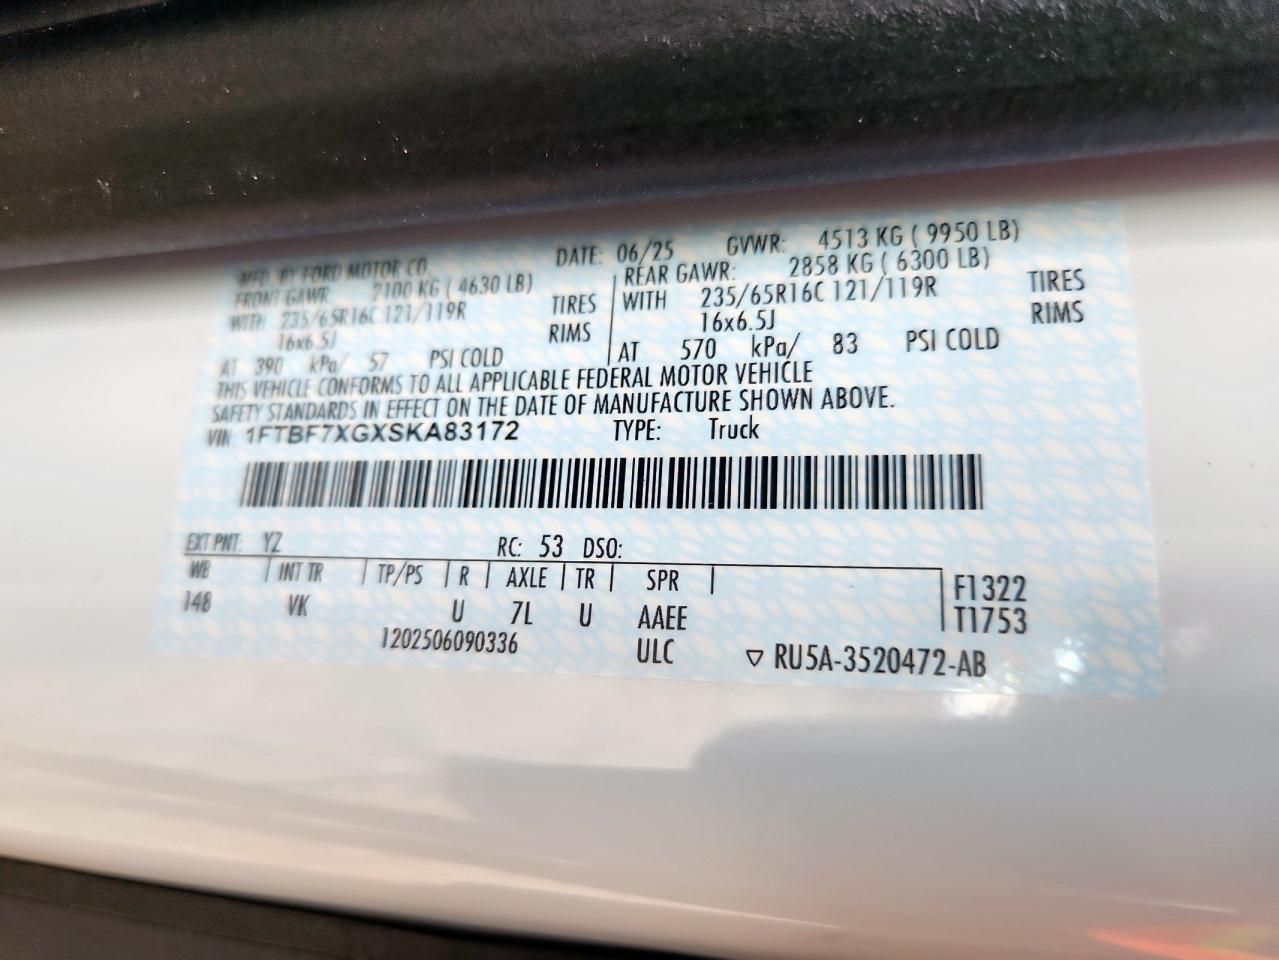 MFD. BY FORD MOTOR CO. DATE: 06/25 GVWR: 4513 KG ( 9950 LB)
FRONT GAWR: 2100 KG ( 4630 LB) REAR GAWR: 2858 KG ( 6300 LB)
WITH 235/65R16C 121/119R TIRES WITH 235/65R16C 121/119R TIRES
16x6.5J RIMS 16x6.5J RIMS
AT 390 kPa/ 57 PSI COLD AT 570 kPa/ 83 PSI COLD
THIS VEHICLE CONFORMS TO ALL APPLICABLE FEDERAL MOTOR VEHICLE
SAFETY STANDARDS IN EFFECT ON THE DATE OF MANUFACTURE SHOWN ABOVE.
VIN: 1FTBF7XGXSKA83172 TYPE: Truck
EXT PNT: YZ RC: 53 DSO:
WB INT TR TP/PS R AXLE TR SPR F1322
148 VK U 7L U AAEE T1753
1202506090336 ULC ▽ RU5A-3520472-AB